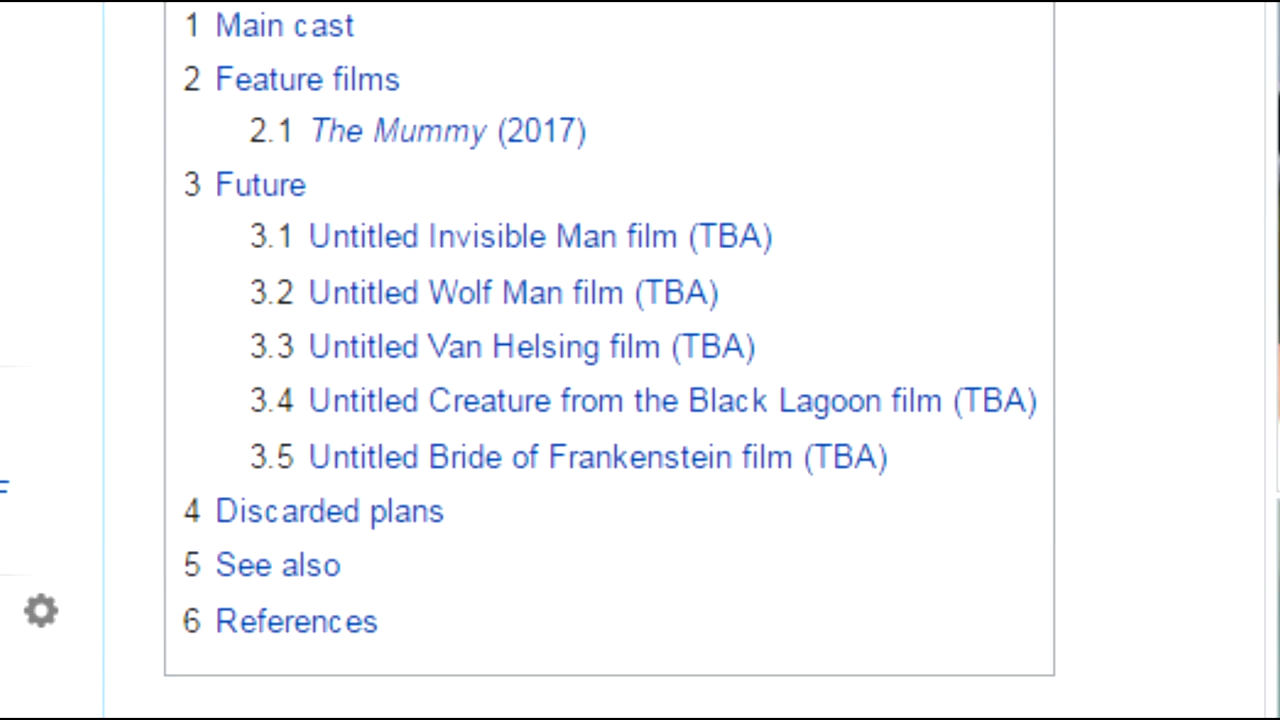 1 Main cast
2 Feature films
2.1 The Mummy (2017)
3 Future
3.1 Untitled Invisible Man film (TBA)
3.2 Untitled Wolf Man film (TBA)
3.3 Untitled Van Helsing film (TBA)
3.4 Untitled Creature from the Black Lagoon film (TBA)
3.5 Untitled Bride of Frankenstein film (TBA)
4 Discarded plans
5 See also
6 References